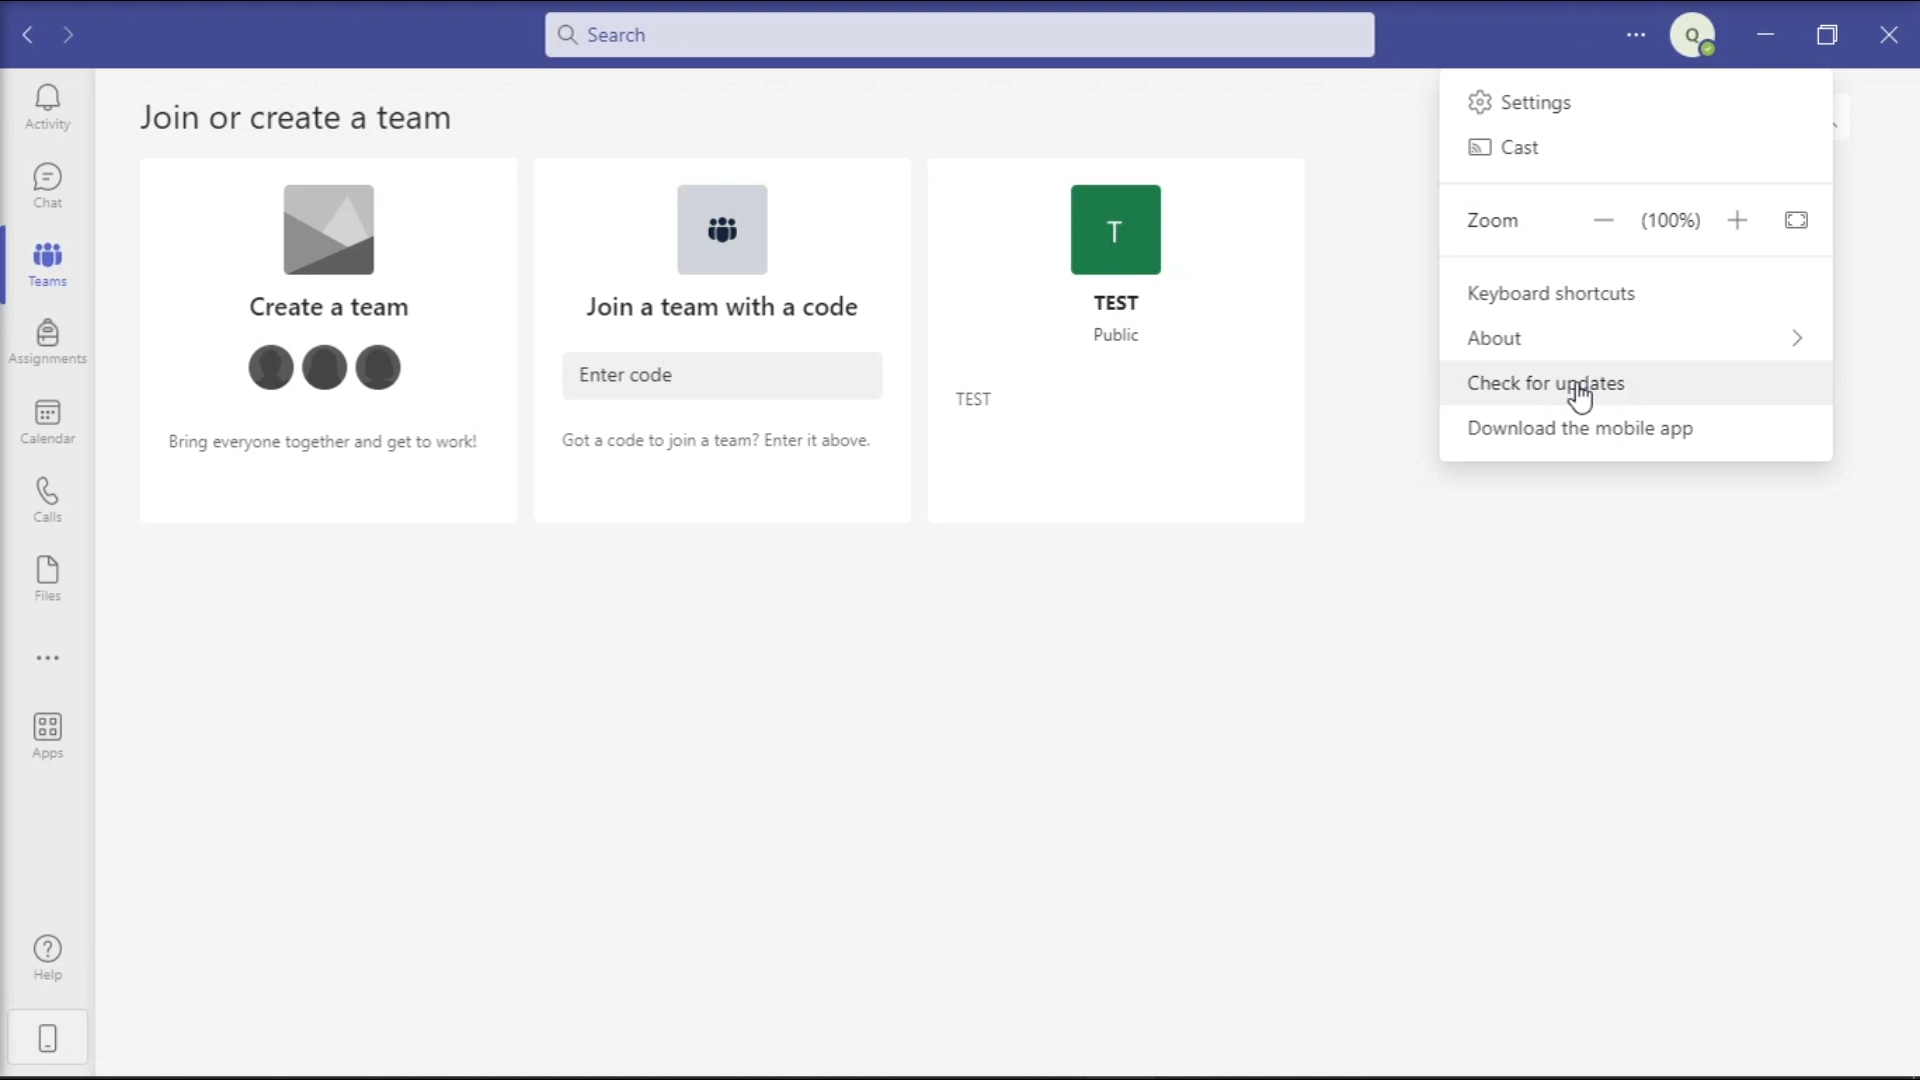 Search
Q
Activity
Chat
Teams
Assignments
Calendar
Calls
Files
Apps
Help
Join or create a team
Create a team
Bring everyone together and get to work!
Join a team with a code
Enter code
Got a code to join a team? Enter it above.
T
TEST
Public
TEST
Settings
Cast
Zoom (100%)
Keyboard shortcuts
About
Check for updates
Download the mobile app